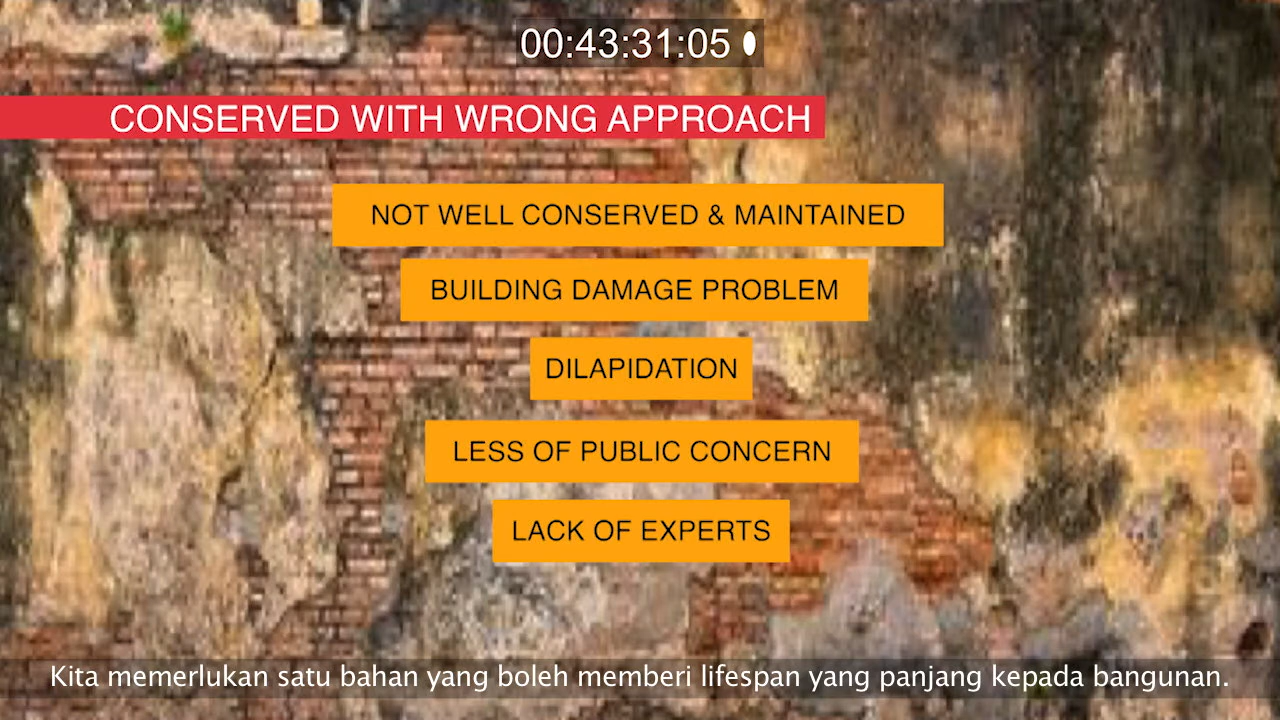 00:43:31:05
CONSERVED WITH WRONG APPROACH
NOT WELL CONSERVED & MAINTAINED
BUILDING DAMAGE PROBLEM
DILAPIDATION
LESS OF PUBLIC CONCERN
LACK OF EXPERTS
Kita memerlukan satu bahan yang boleh memberi lifespan yang panjang kepada bangunan.